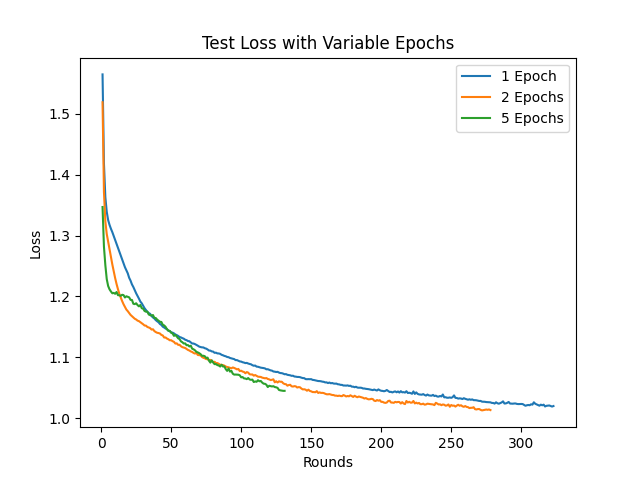 Test Loss with Variable Epochs
1 Epoch
2 Epochs
5 Epochs
Loss
1.5
1.4
1.3
1.2
1.1
1.0
0 50 100 150 200 250 300
Rounds